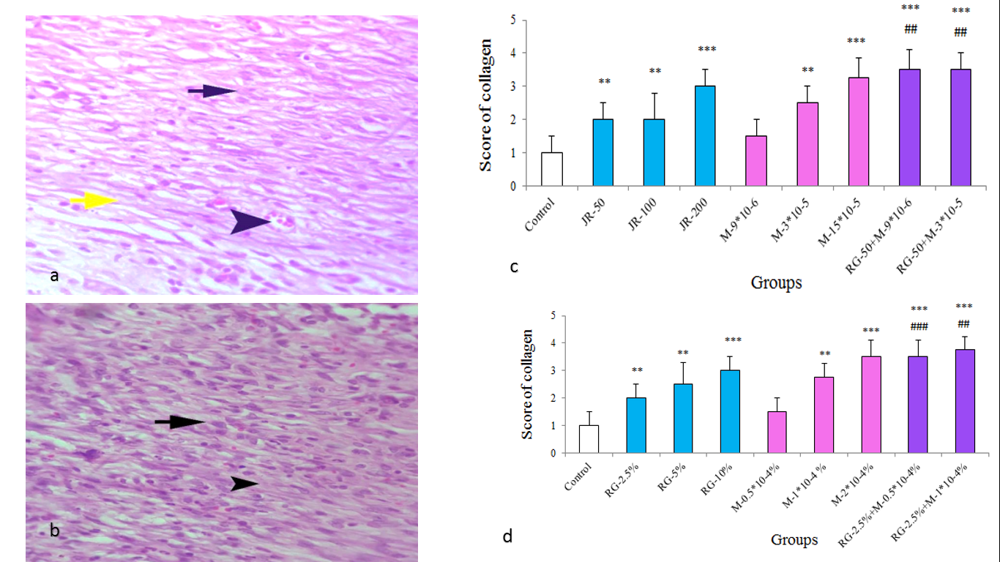 a
b
Score of collagen
5
4
3
2
1
0
**
**
***
**
***
***
##
***
##
Control
JR-50
JR-100
JR-200
M-9*10-6
M-3*10-5
M-15*10-5
RG-50+M-9*10-6
RG-50+M-3*10-5
c
Groups
Score of collagen
5
4
3
2
1
0
**
**
***
**
***
***
###
***
##
Control
RG-2.5%
RG-5%
RG-10%
M-0.5*10-4%
M-1*10-4 %
M-2*10-4%
RG-2.5%+M-0.5*10-4%
RG-2.5%+M-1*10-4%
d
Groups